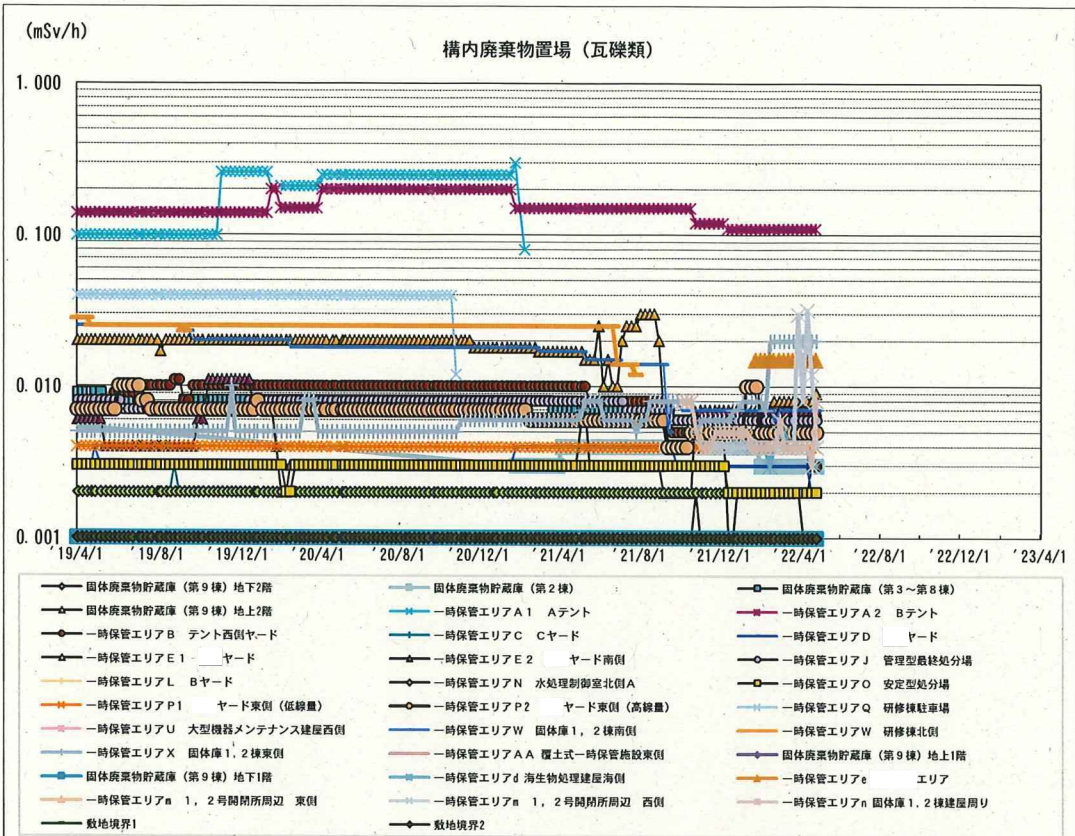 (mSv/h)
構内廃棄物置場 (瓦礫類)
1.000
0.100
0.010
0.001
'19/4/1 '19/8/1 '19/12/1 '20/4/1 '20/8/1 '20/12/1 '21/4/1 '21/8/1 '21/12/1 '22/4/1 '22/8/1 '22/12/1 '23/4/1
固体廃棄物貯蔵庫 (第9棟) 地下2階 固体廃棄物貯蔵庫 (第2棟) 固体廃棄物貯蔵庫 (第3～第8棟)
固体廃棄物貯蔵庫 (第9棟) 地上2階 一時保管エリアA1 Aテント 一時保管エリアA2 Bテント
一時保管エリアB テント西側ヤード 一時保管エリアC Cヤード 一時保管エリアD ヤード
一時保管エリアE1 ヤード 一時保管エリアE2 ヤード南側 一時保管エリアJ 管理型最終処分場
一時保管エリアL Bヤード 一時保管エリアN 水処理制御室北側A 一時保管エリアO 安定型処分場
一時保管エリアP1 ヤード東側 (低線量) 一時保管エリアP2 ヤード東側 (高線量) 一時保管エリアQ 研修棟駐車場
一時保管エリアU 大型機器メンテナンス建屋西側 一時保管エリアW 固体庫1,2棟南側 一時保管エリアW 研修棟北側
一時保管エリアX 固体庫1,2棟東側 一時保管エリアAA 覆土式一時保管施設東側 固体廃棄物貯蔵庫 (第9棟) 地上1階
固体廃棄物貯蔵庫 (第9棟) 地下1階 一時保管エリアd 海生物処理建屋海側 一時保管エリアe エリア
一時保管エリアm 1,2号開閉所周辺 東側 一時保管エリアm 1,2号開閉所周辺 西側 一時保管エリアn 固体庫1,2棟建屋周り
敷地境界1 敷地境界2